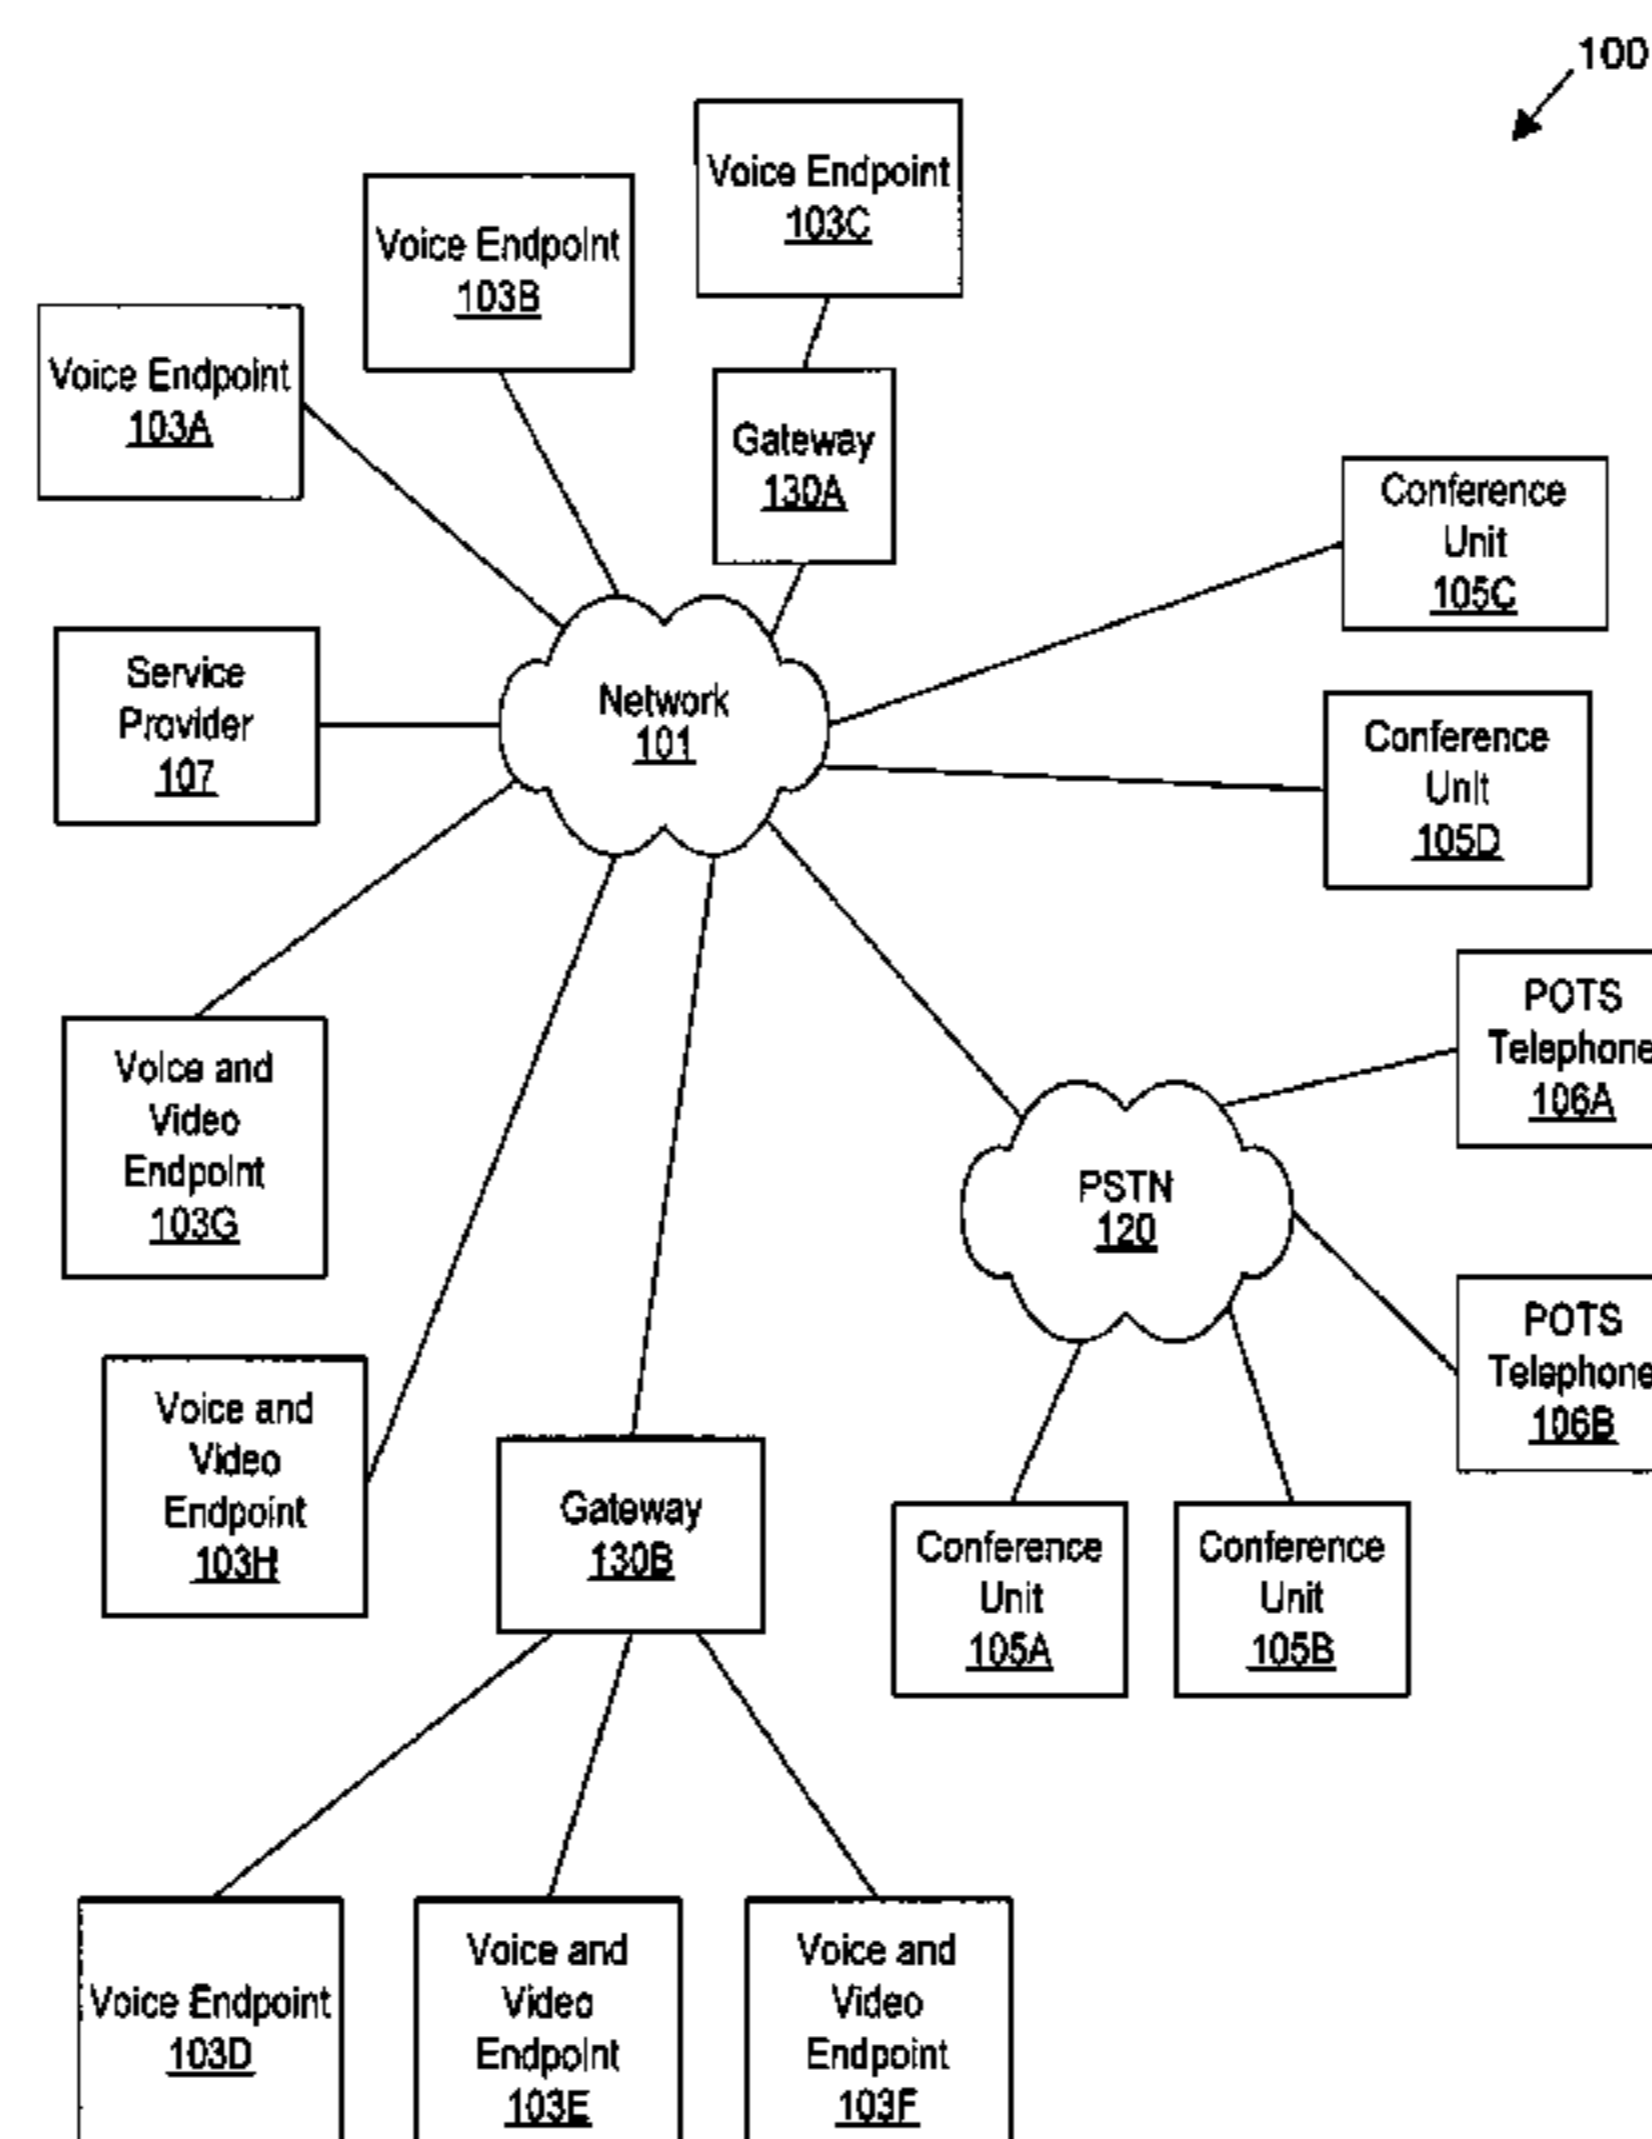 100
Voice Endpoint
103C
Voice Endpoint
103B
Voice Endpoint
103A
Gateway
130A
Conference
Unit
105C
Service
Provider
107
Network
101
Conference
Unit
105D
POTS
Telephone
106A
Voice and
Video
Endpoint
103G
PSTN
120
POTS
Telephone
106B
Voice and
Video
Endpoint
103H
Gateway
130B
Conference
Unit
105A
Conference
Unit
105B
Voice Endpoint
103D
Voice and
Video
Endpoint
103E
Voice and
Video
Endpoint
103F